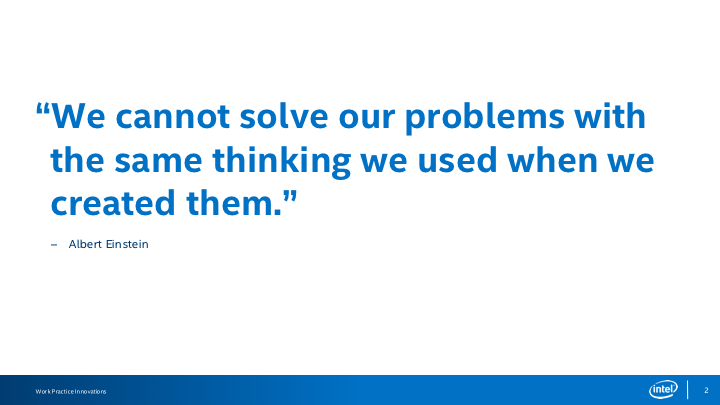 “We cannot solve our problems with
the same thinking we used when we
created them.”
– Albert Einstein
Work Practice Innovations
intel
2